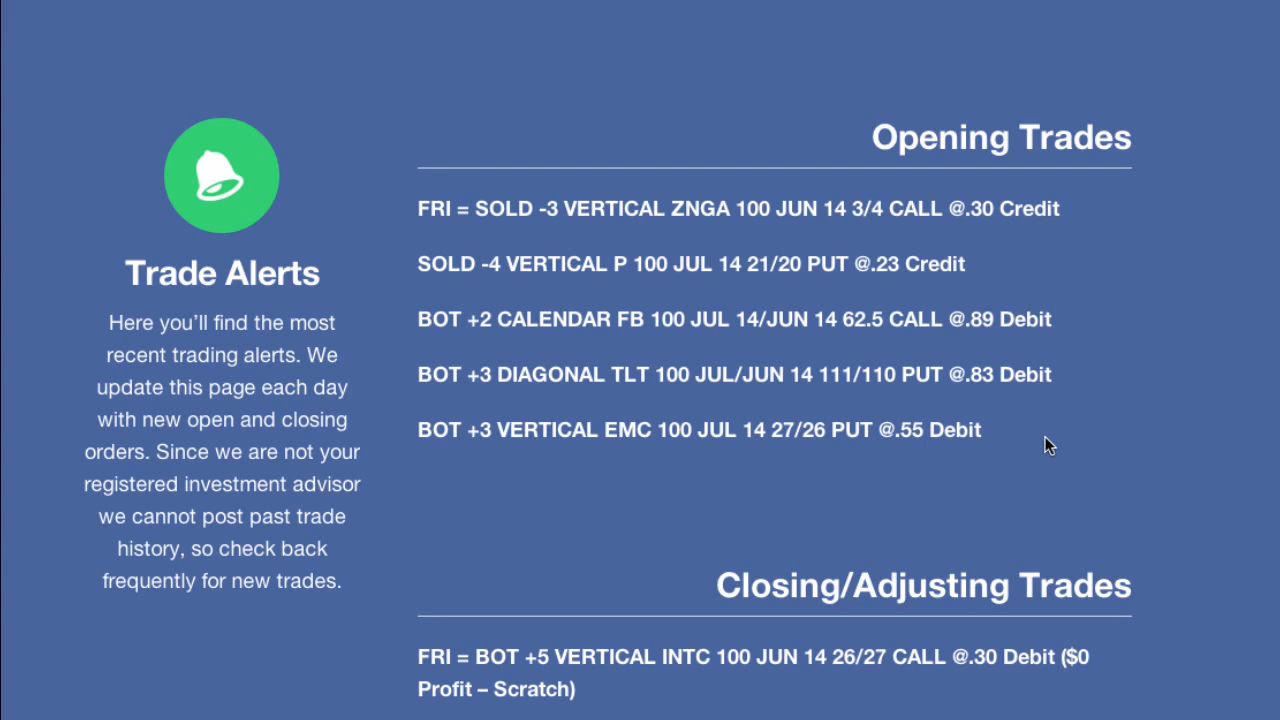 Trade Alerts
Here you’ll find the most
recent trading alerts. We
update this page each day
with new open and closing
orders. Since we are not your
registered investment advisor
we cannot post past trade
history, so check back
frequently for new trades.
Opening Trades
FRI = SOLD -3 VERTICAL ZNGA 100 JUN 14 3/4 CALL @.30 Credit
SOLD -4 VERTICAL P 100 JUL 14 21/20 PUT @.23 Credit
BOT +2 CALENDAR FB 100 JUL 14/JUN 14 62.5 CALL @.89 Debit
BOT +3 DIAGONAL TLT 100 JUL/JUN 14 111/110 PUT @.83 Debit
BOT +3 VERTICAL EMC 100 JUL 14 27/26 PUT @.55 Debit
Closing/Adjusting Trades
FRI = BOT +5 VERTICAL INTC 100 JUN 14 26/27 CALL @.30 Debit ($0
Profit – Scratch)